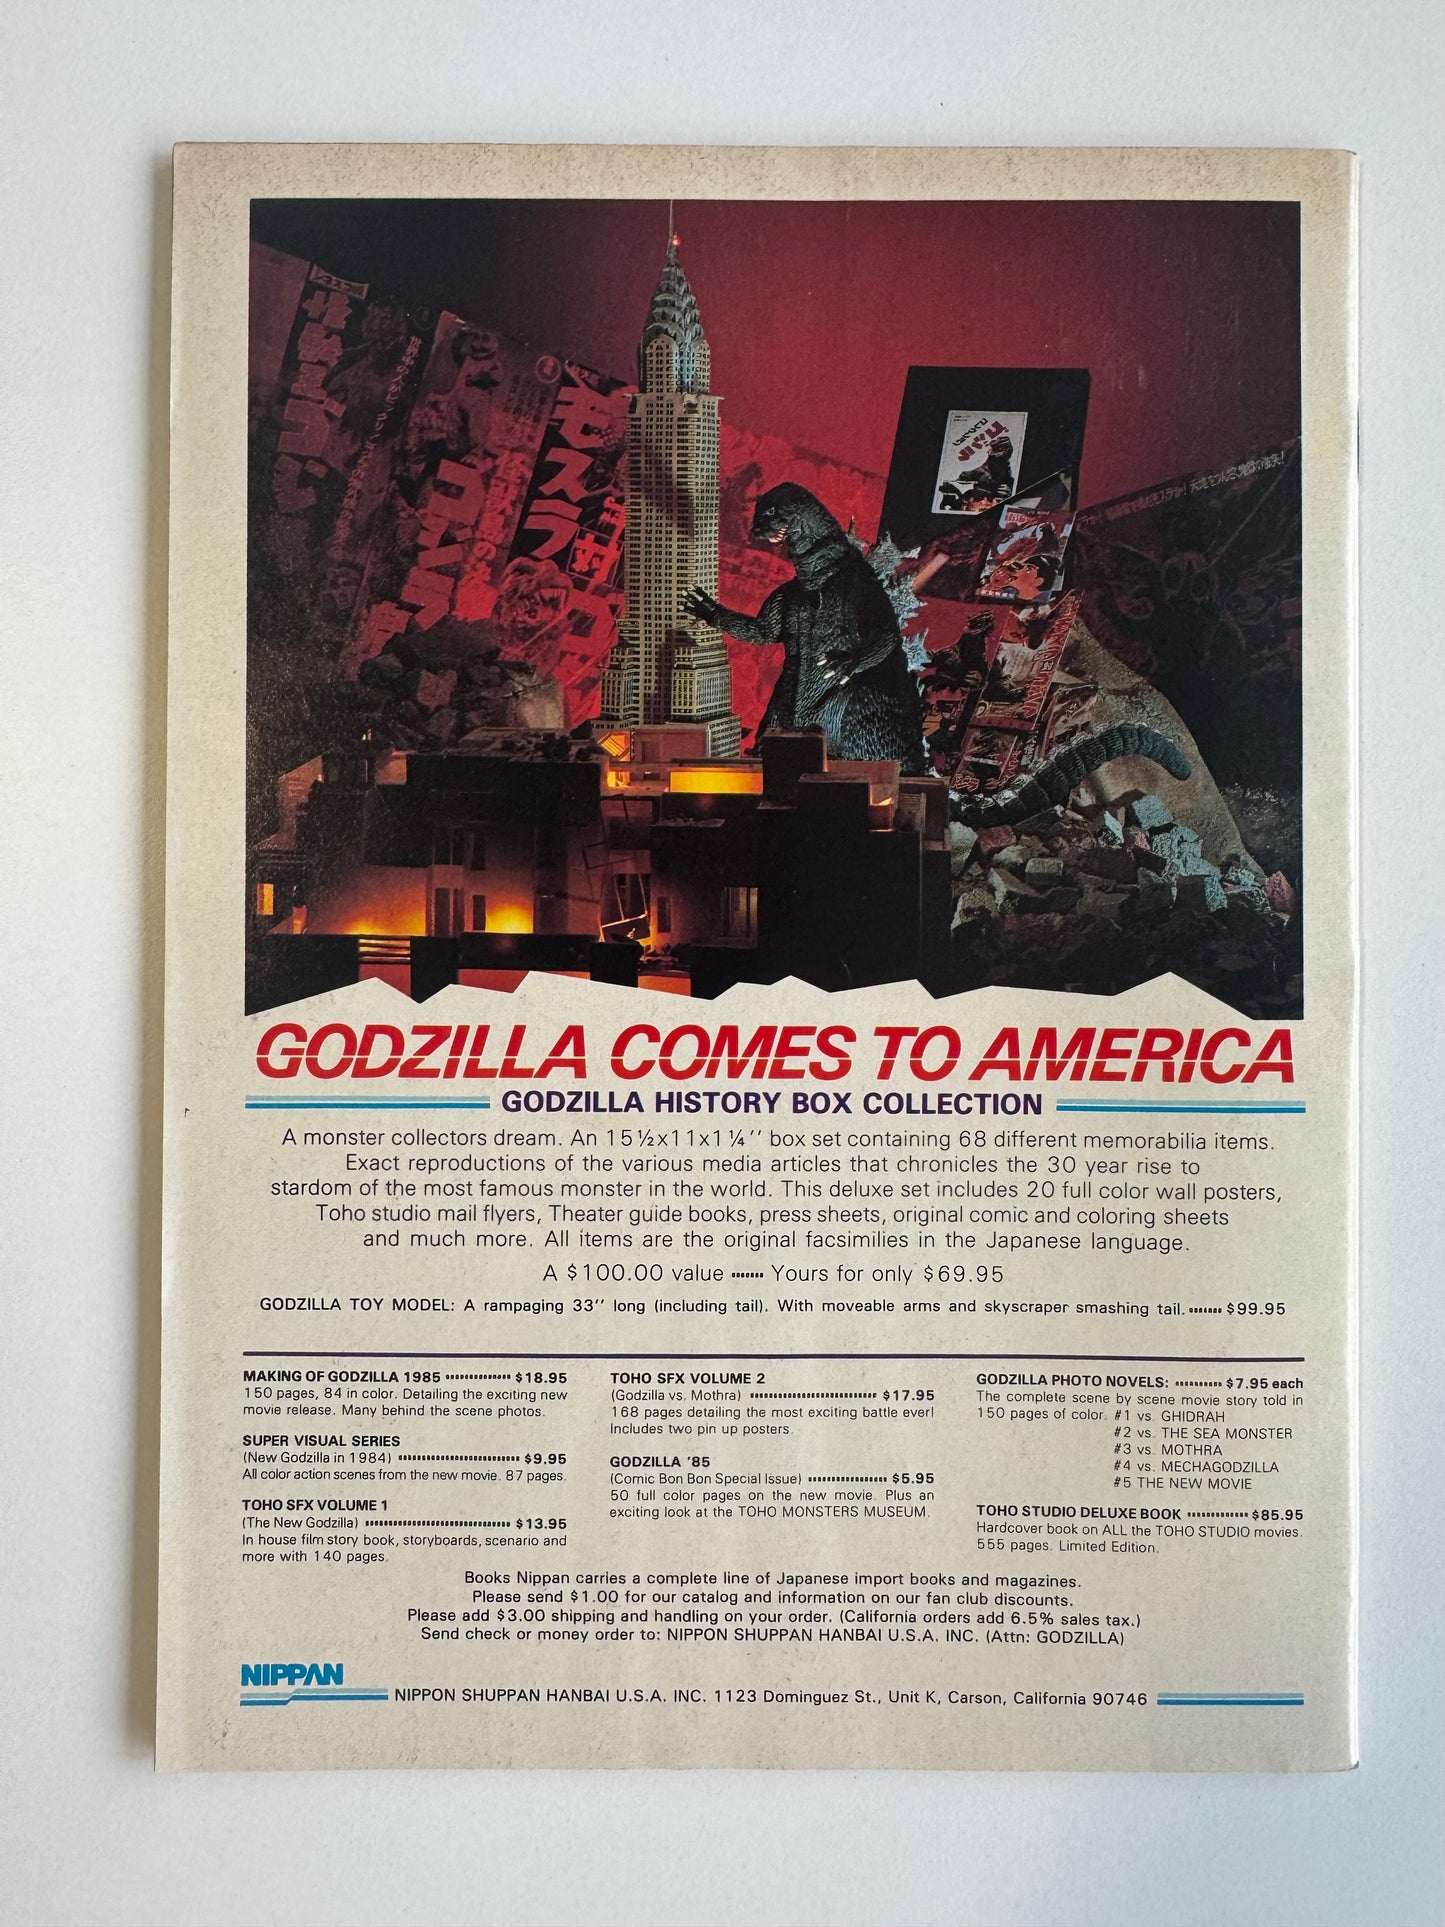 モスラ
対
ゴジラ
GODZILLA COMES TO AMERICA
GODZILLA HISTORY BOX COLLECTION
A monster collectors dream. An 15½x11x1¼'' box set containing 68 different memorabilia items.
Exact reproductions of the various media articles that chronicles the 30 year rise to
stardom of the most famous monster in the world. This deluxe set includes 20 full color wall posters,
Toho studio mail flyers, Theater guide books, press sheets, original comic and coloring sheets
and much more. All items are the original facsimilies in the Japanese language.
A $100.00 value ........ Yours for only $69.95
GODZILLA TOY MODEL: A rampaging 33'' long (including tail). With moveable arms and skyscraper smashing tail. ........ $99.95
MAKING OF GODZILLA 1985 ................ $18.95
150 pages, 84 in color. Detailing the exciting new
movie release. Many behind the scene photos.
SUPER VISUAL SERIES
(New Godzilla in 1984) ............................ $9.95
All color action scenes from the new movie. 87 pages.
TOHO SFX VOLUME 1
(The New Godzilla) .................................. $13.95
In house film story book, storyboards, scenario and
more with 140 pages.
TOHO SFX VOLUME 2
(Godzilla vs. Mothra) .............................. $17.95
168 pages detailing the most exciting battle ever!
Includes two pin up posters.
GODZILLA '85
(Comic Bon Bon Special Issue) .................. $5.95
50 full color pages on the new movie. Plus an
exciting look at the TOHO MONSTERS MUSEUM.
GODZILLA PHOTO NOVELS: .......... $7.95 each
The complete scene by scene movie story told in
150 pages of color. #1 vs. GHIDRAH
#2 vs. THE SEA MONSTER
#3 vs. MOTHRA
#4 vs. MECHAGODZILLA
#5 THE NEW MOVIE
TOHO STUDIO DELUXE BOOK .............. $85.95
Hardcover book on ALL the TOHO STUDIO movies.
555 pages. Limited Edition.
Books Nippan carries a complete line of Japanese import books and magazines.
Please send $1.00 for our catalog and information on our fan club discounts.
Please add $3.00 shipping and handling on your order. (California orders add 6.5% sales tax.)
Send check or money order to: NIPPON SHUPPAN HANBAI U.S.A. INC. (Attn: GODZILLA)
NIPPAN
NIPPON SHUPPAN HANBAI U.S.A. INC. 1123 Dominguez St., Unit K, Carson, California 90746